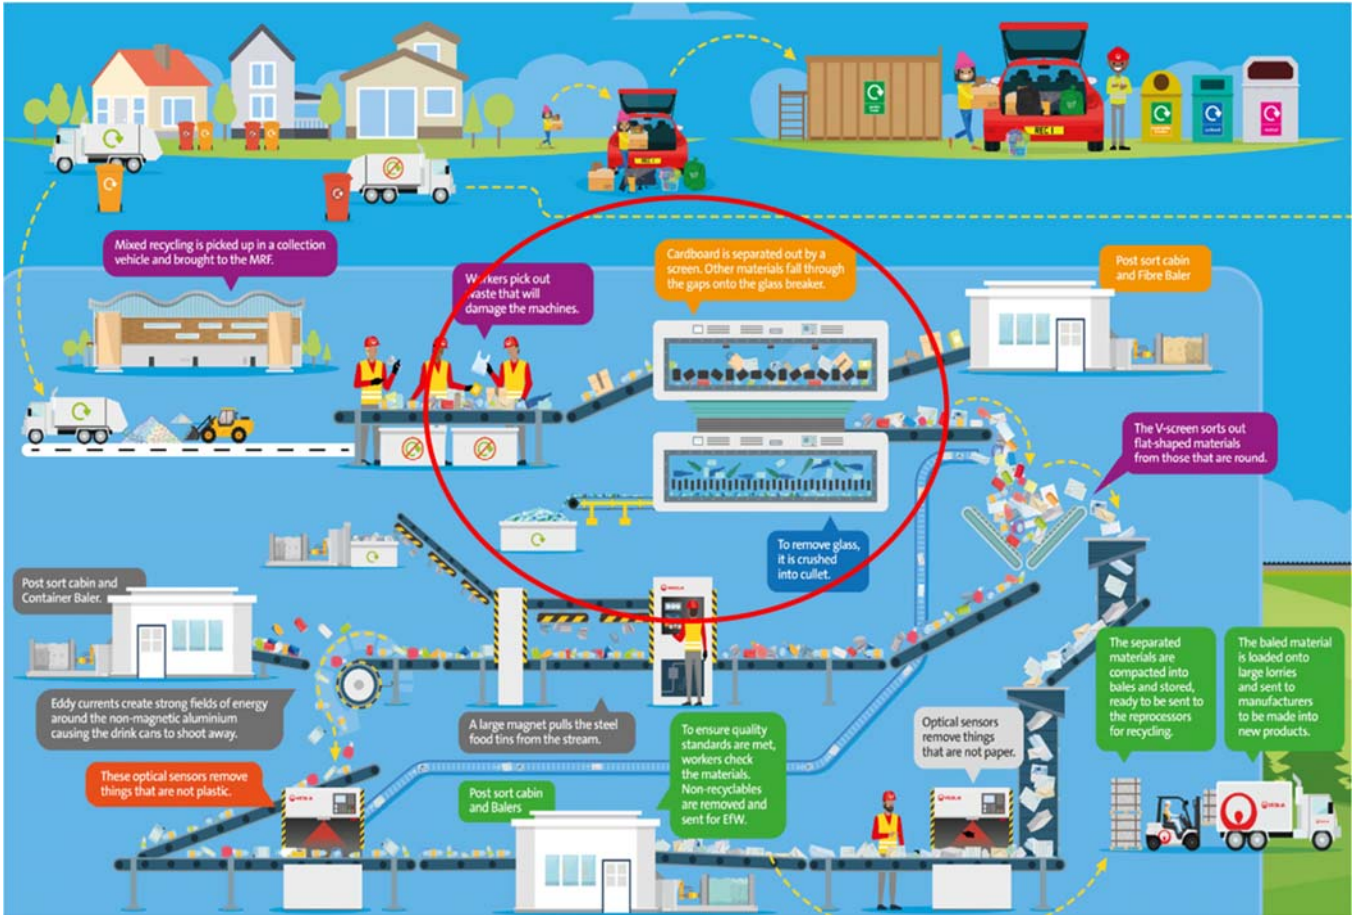 REC 1
Mixed recycling is picked up in a collection
vehicle and brought to the MRF.
Workers pick out
waste that will
damage the machines.
Cardboard is separated out by a
screen. Other materials fall through
the gaps onto the glass breaker.
Post sort cabin
and Fibre Baler
The V-screen sorts out
flat-shaped materials
from those that are round.
To remove glass,
it is crushed
into cullet.
Post sort cabin and
Container Baler.
Eddy currents create strong fields of energy
around the non-magnetic aluminium
causing the drink cans to shoot away.
A large magnet pulls the steel
food tins from the stream.
To ensure quality
standards are met,
workers check
the materials.
Non-recyclables
are removed and
sent for EfW.
Optical sensors
remove things
that are not paper.
The separated
materials are
compacted into
bales and stored,
ready to be sent to
the reprocessors
for recycling.
The baled material
is loaded onto
large lorries
and sent to
manufacturers
to be made into
new products.
These optical sensors remove
things that are not plastic.
Post sort cabin
and Balers